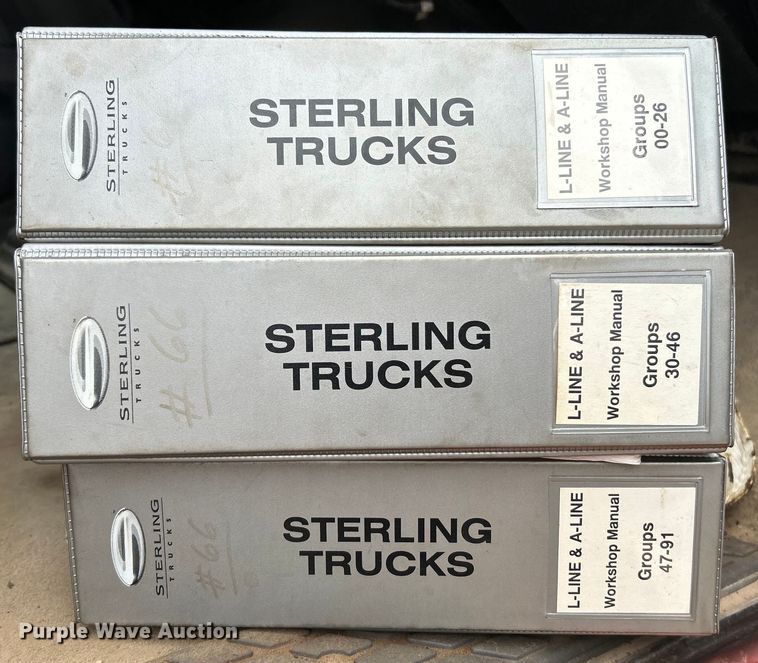 STERLING
TRUCKS
#6
STERLING
TRUCKS
L-LINE & A-LINE
Workshop Manual
Groups
00-26
STERLING
TRUCKS
#66
STERLING
TRUCKS
L-LINE & A-LINE
Workshop Manual
Groups
30-46
STERLING
TRUCKS
#66
STERLING
TRUCKS
L-LINE & A-LINE
Workshop Manual
Groups
47-91
Purple Wave Auction